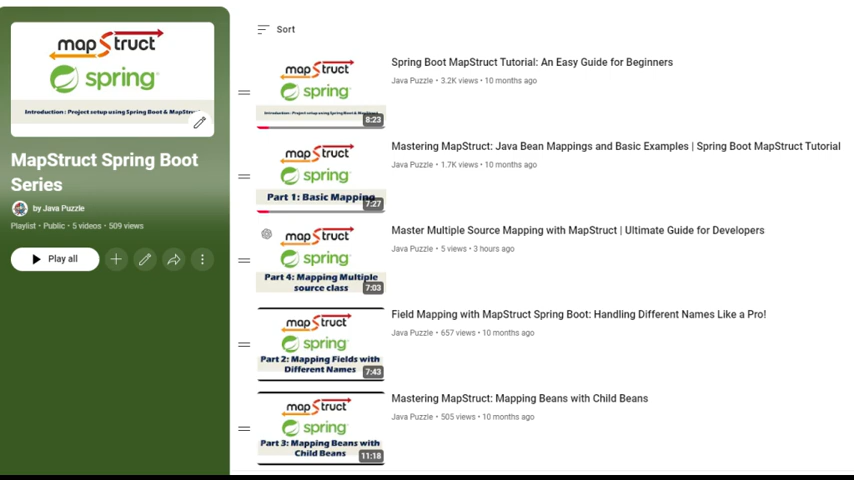 mapStruct
spring
Introduction: Project setup using Spring Boot & MapStru
MapStruct Spring Boot
Series
by Java Puzzle
Playlist • Public • 5 videos • 509 views
Play all
Sort
mapStruct
spring
Introduction: Project setup using Spring Boot & MapStruct
8:23
Spring Boot MapStruct Tutorial: An Easy Guide for Beginners
Java Puzzle • 3.2K views • 10 months ago
mapStruct
spring
Part 1: Basic Mapping
7:27
Mastering MapStruct: Java Bean Mappings and Basic Examples | Spring Boot MapStruct Tutorial
Java Puzzle • 1.7K views • 10 months ago
mapStruct
spring
Part 4: Mapping Multiple
source class
7:03
Master Multiple Source Mapping with MapStruct | Ultimate Guide for Developers
Java Puzzle • 5 views • 3 hours ago
mapStruct
spring
Part 2: Mapping Fields with
Different Names
7:43
Field Mapping with MapStruct Spring Boot: Handling Different Names Like a Pro!
Java Puzzle • 657 views • 10 months ago
mapStruct
spring
Part 3: Mapping Beans with
Child Beans
11:18
Mastering MapStruct: Mapping Beans with Child Beans
Java Puzzle • 505 views • 10 months ago